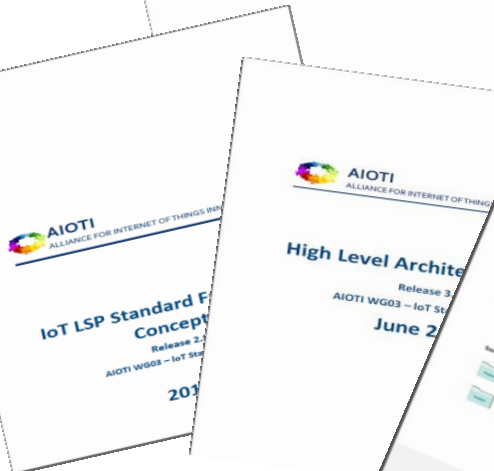 AIOTI
ALLIANCE FOR INTERNET OF THINGS INN
IoT LSP Standard F
Concept
Release 2.
AIOTI WG03 – IoT Sta
201
AIOTI
ALLIANCE FOR INTERNET OF THING
High Level Archite
Release 3.
AIOTI WG03 – IoT St
June 2